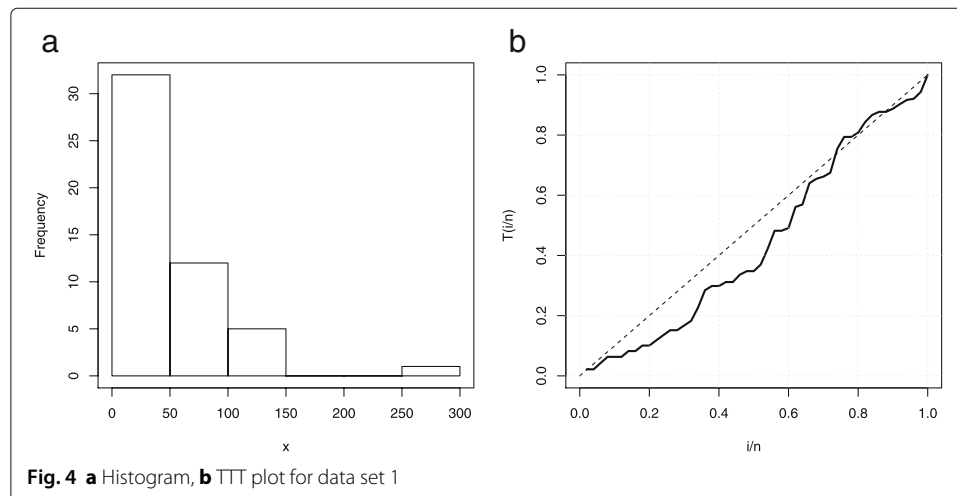 a
Frequency
0
5
10
15
20
25
30
0 50 100 150 200 250 300
x
b
T(i/n)
0.0
0.2
0.4
0.6
0.8
1.0
0.0 0.2 0.4 0.6 0.8 1.0
i/n
Fig. 4 a Histogram, b TTT plot for data set 1